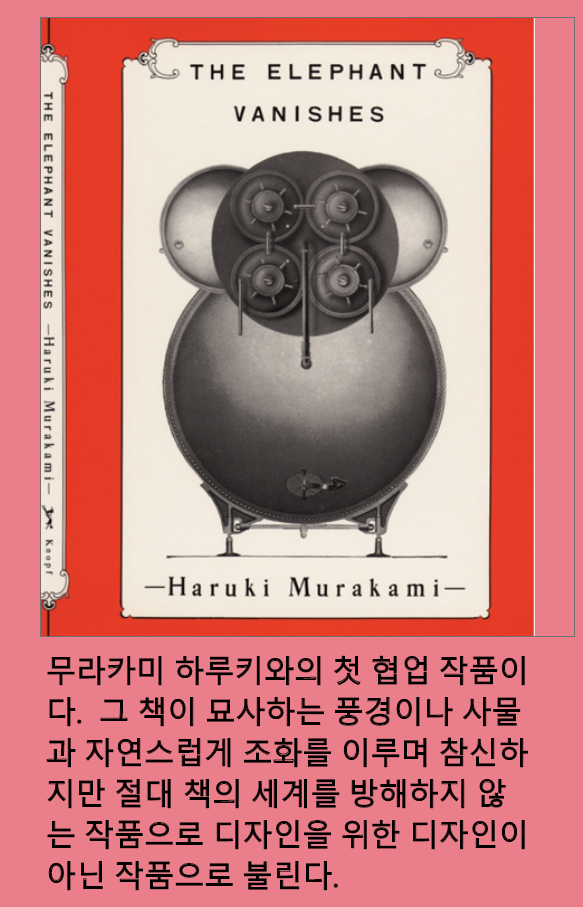 THE ELEPHANT
VANISHES
THE ELEPHANT VANISHES —Haruki Murakami— Knopf
—Haruki Murakami—
무라카미 하루키와의 첫 협업 작품이
다. 그 책이 묘사하는 풍경이나 사물
과 자연스럽게 조화를 이루며 참신하
지만 절대 책의 세계를 방해하지 않
는 작품으로 디자인을 위한 디자인이
아닌 작품으로 불린다.